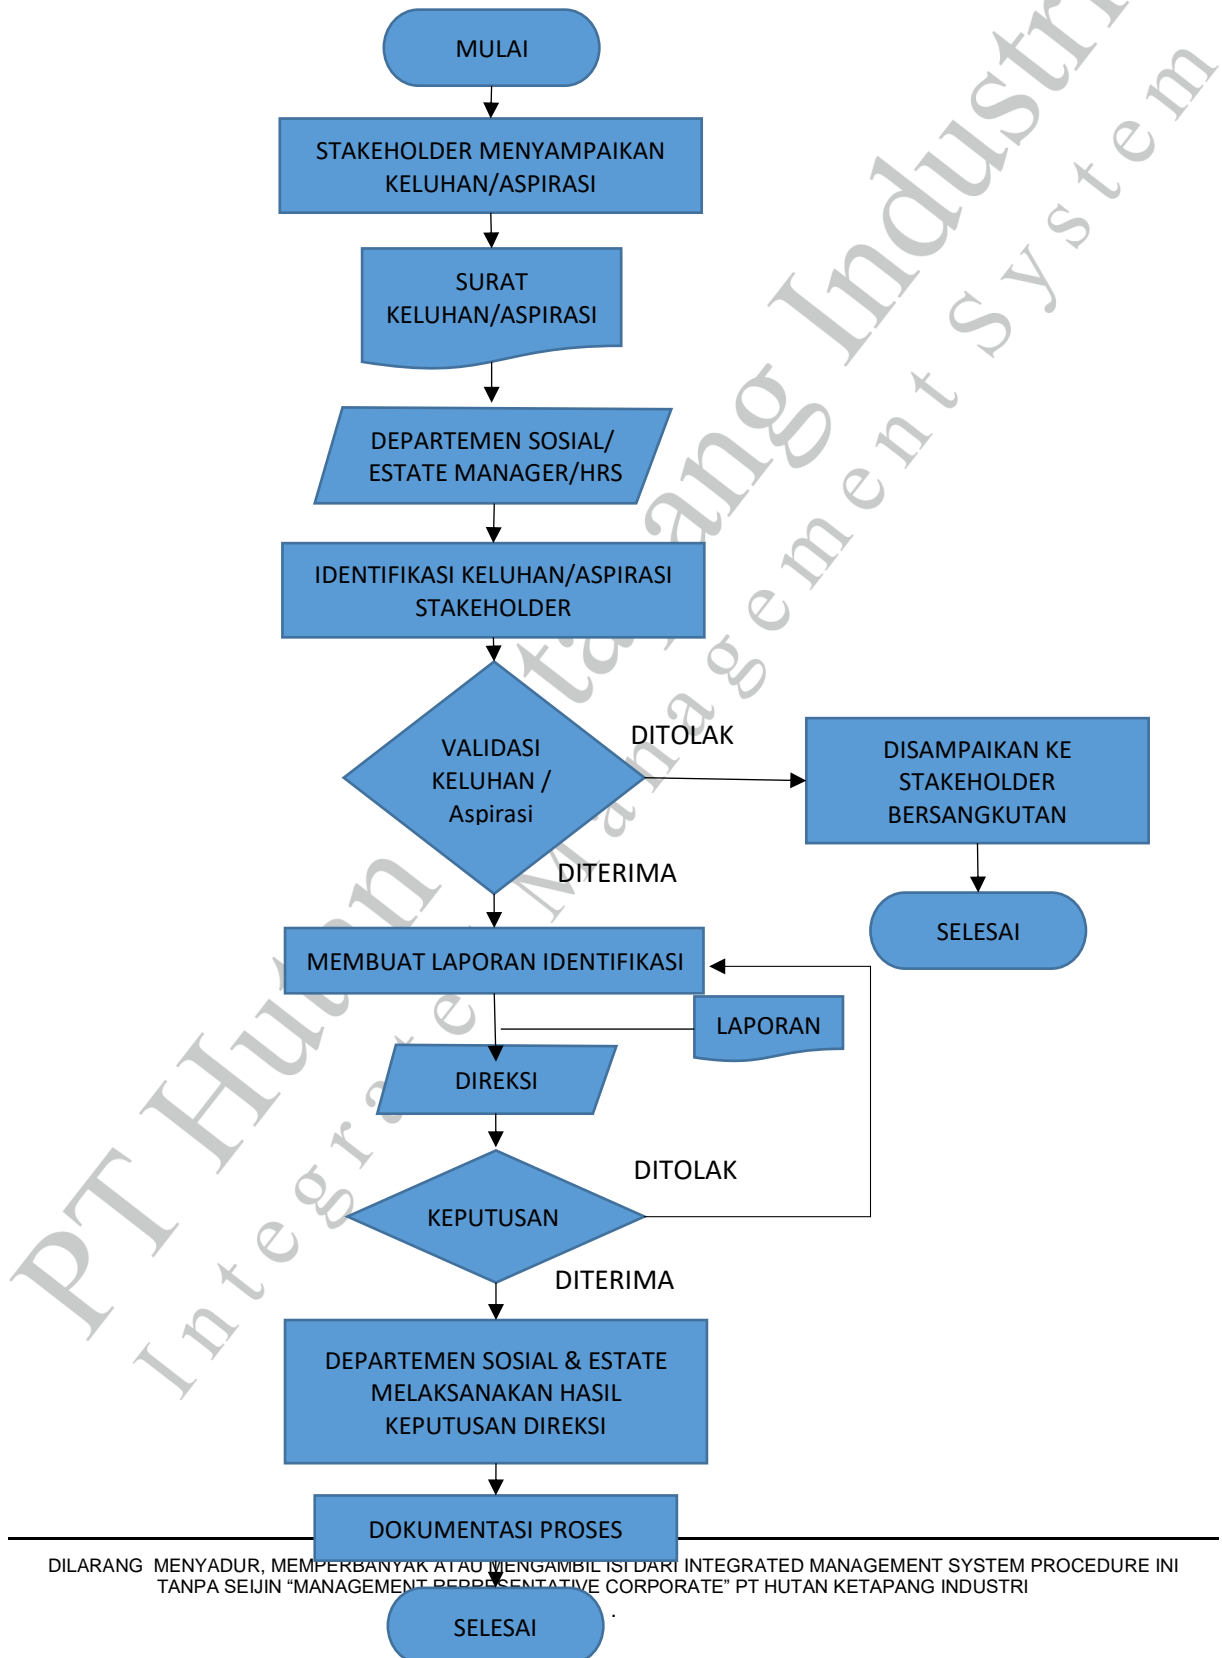 MULAI
STAKEHOLDER MENYAMPAIKAN
KELUHAN/ASPIRASI
SURAT
KELUHAN/ASPIRASI
DEPARTEMEN SOSIAL/
ESTATE MANAGER/HRS
IDENTIFIKASI KELUHAN/ASPIRASI
STAKEHOLDER
VALIDASI
KELUHAN /
Aspirasi
DITOLAK
DISAMPAIKAN KE
STAKEHOLDER
BERSANGKUTAN
DITERIMA
SELESAI
MEMBUAT LAPORAN IDENTIFIKASI
LAPORAN
DIREKSI
DITOLAK
KEPUTUSAN
DITERIMA
DEPARTEMEN SOSIAL & ESTATE
MELAKSANAKAN HASIL
KEPUTUSAN DIREKSI
DOKUMENTASI PROSES
DILARANG MENYADUR, MEMPERBANYAK ATAU MENGAMBIL ISI DARI INTEGRATED MANAGEMENT SYSTEM PROCEDURE INI
TANPA SEIJIN “MANAGEMENT REPRESENTATIVE CORPORATE” PT HUTAN KETAPANG INDUSTRI
.
SELESAI
PT Hutan Ketapang Industri
Integrated Management System